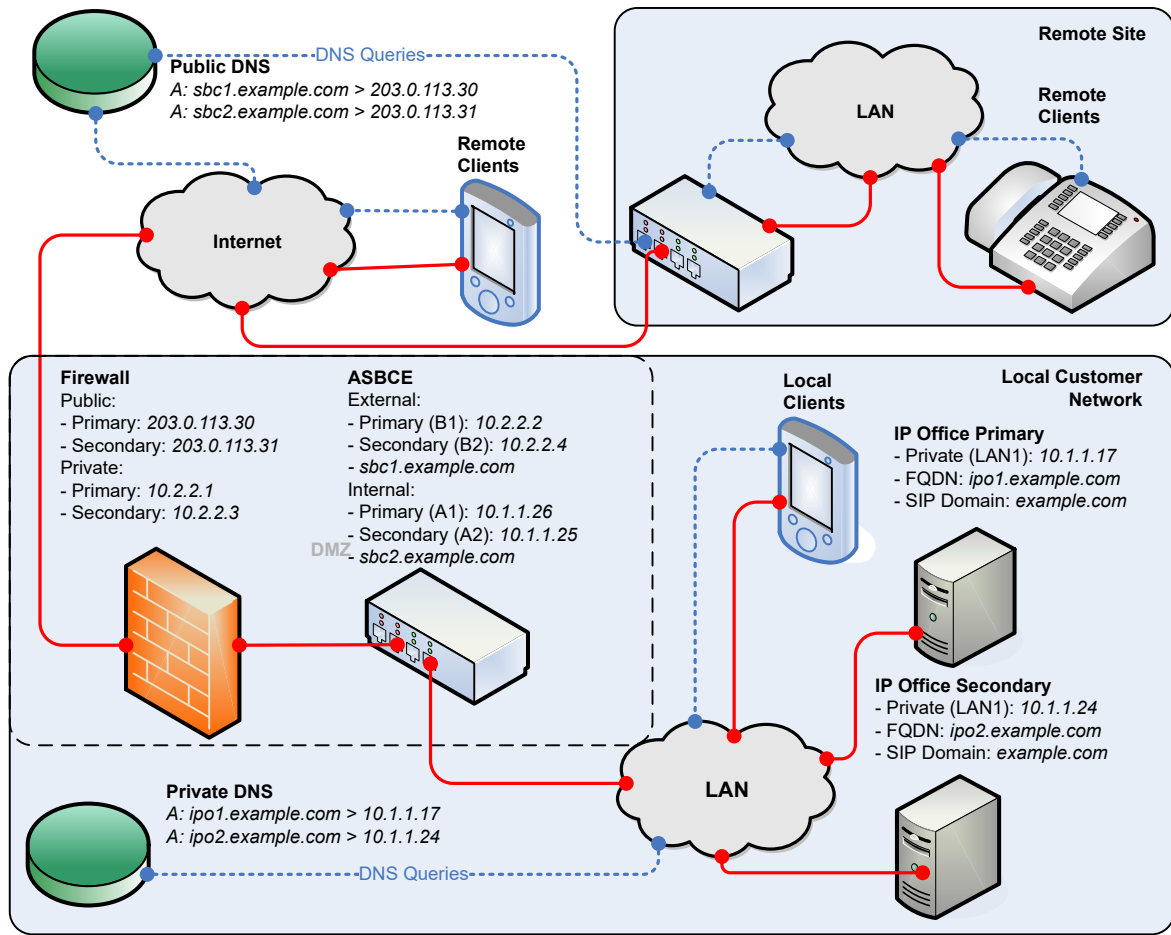 DNS Queries
Public DNS
A: sbc1.example.com > 203.0.113.30
A: sbc2.example.com > 203.0.113.31
Remote
Clients
Internet
Remote Site
LAN
Remote
Clients
Firewall
Public:
- Primary: 203.0.113.30
- Secondary: 203.0.113.31
Private:
- Primary: 10.2.2.1
- Secondary: 10.2.2.3
ASBCE
External:
- Primary (B1): 10.2.2.2
- Secondary (B2): 10.2.2.4
- sbc1.example.com
Internal:
- Primary (A1): 10.1.1.26
- Secondary (A2): 10.1.1.25
- sbc2.example.com
DMZ
Local
Clients
Local Customer
Network
IP Office Primary
- Private (LAN1): 10.1.1.17
- FQDN: ipo1.example.com
- SIP Domain: example.com
IP Office Secondary
- Private (LAN1): 10.1.1.24
- FQDN: ipo2.example.com
- SIP Domain: example.com
LAN
Private DNS
A: ipo1.example.com > 10.1.1.17
A: ipo2.example.com > 10.1.1.24
DNS Queries